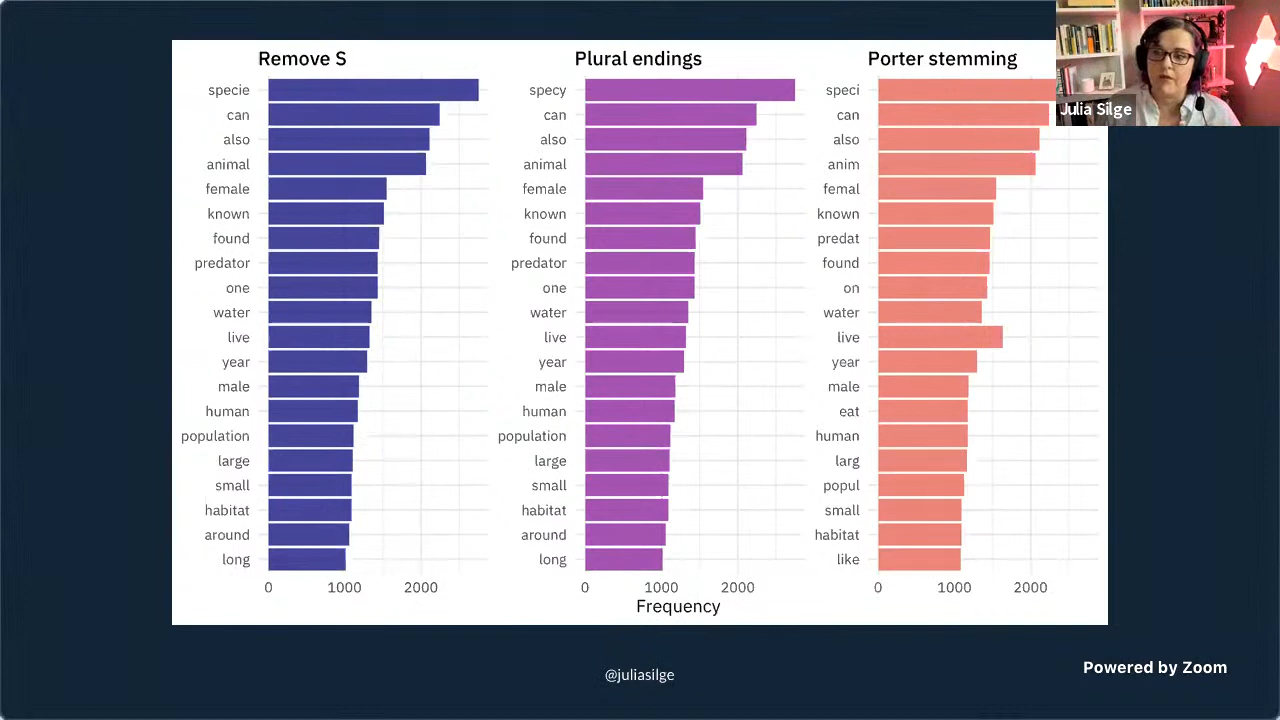 Remove S
specie
can
also
animal
female
known
found
predator
one
water
live
year
male
human
population
large
small
habitat
around
long
0 1000 2000
Plural endings
specy
can
also
animal
female
known
found
predator
one
water
live
year
male
human
population
large
small
habitat
around
long
0 1000 2000
Frequency
Porter stemming
speci
can
also
anim
femal
known
predat
found
on
water
live
year
male
eat
human
larg
popul
small
habitat
like
0 1000 2000
Julia Silge
@juliasilge
Powered by Zoom